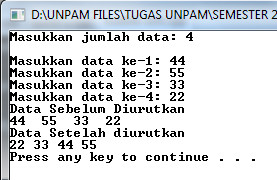 D:\UNPAM FILES\TUGAS UNPAM\SEMESTER 2
Masukkan jumlah data: 4
Masukkan data ke-1: 44
Masukkan data ke-2: 55
Masukkan data ke-3: 33
Masukkan data ke-4: 22
Data Sebelum Diurutkan
44  55  33  22
Data Setelah diurutkan
22 33 44 55
Press any key to continue . . .